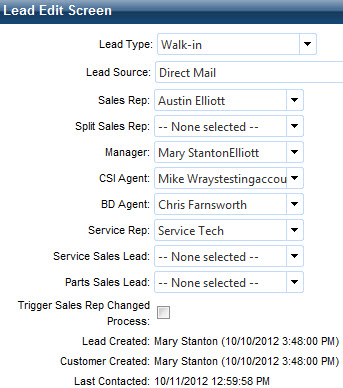 Lead Edit Screen
Lead Type: Walk-in
Lead Source: Direct Mail
Sales Rep: Austin Elliott
Split Sales Rep: -- None selected --
Manager: Mary StantonElliott
CSI Agent: Mike Wraystestingaccou
BD Agent: Chris Farnsworth
Service Rep: Service Tech
Service Sales Lead: -- None selected --
Parts Sales Lead: -- None selected --
Trigger Sales Rep Changed
Process:
Lead Created: Mary Stanton (10/10/2012 3:48:00 PM)
Customer Created: Mary Stanton (10/10/2012 3:48:00 PM)
Last Contacted: 10/11/2012 12:59:58 PM